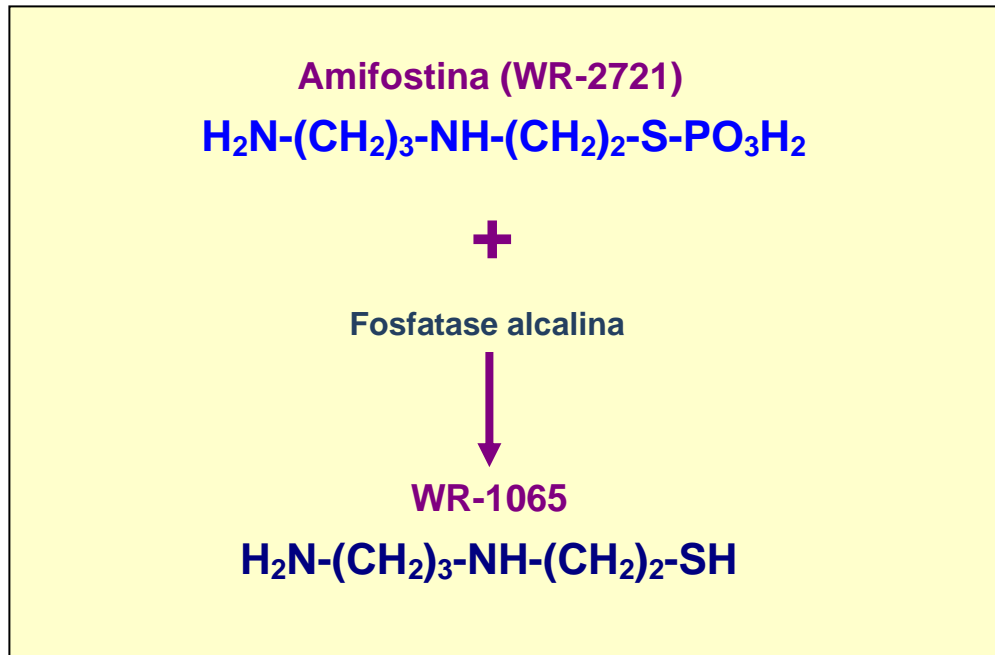 Amifostina (WR-2721)
H₂N-(CH₂)₃-NH-(CH₂)₂-S-PO₃H₂
+
Fosfatase alcalina
WR-1065
H₂N-(CH₂)₃-NH-(CH₂)₂-SH